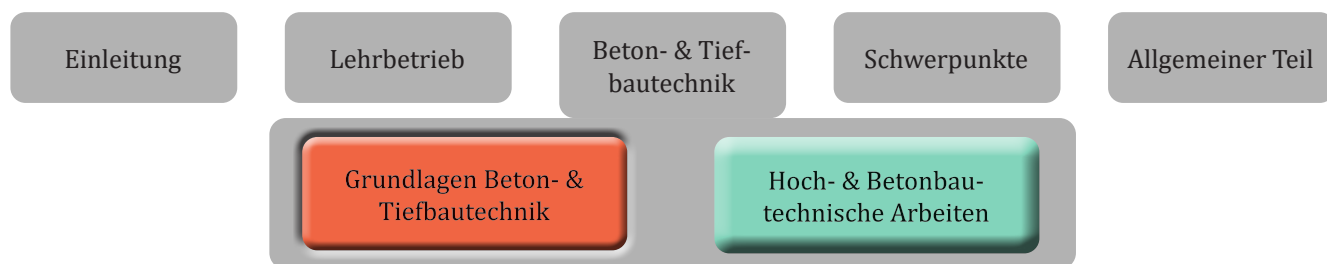 Einleitung
Lehrbetrieb
Beton- & Tief-
bautechnik
Schwerpunkte
Allgemeiner Teil
Grundlagen Beton- &
Tiefbautechnik
Hoch- & Betonbau-
technische Arbeiten